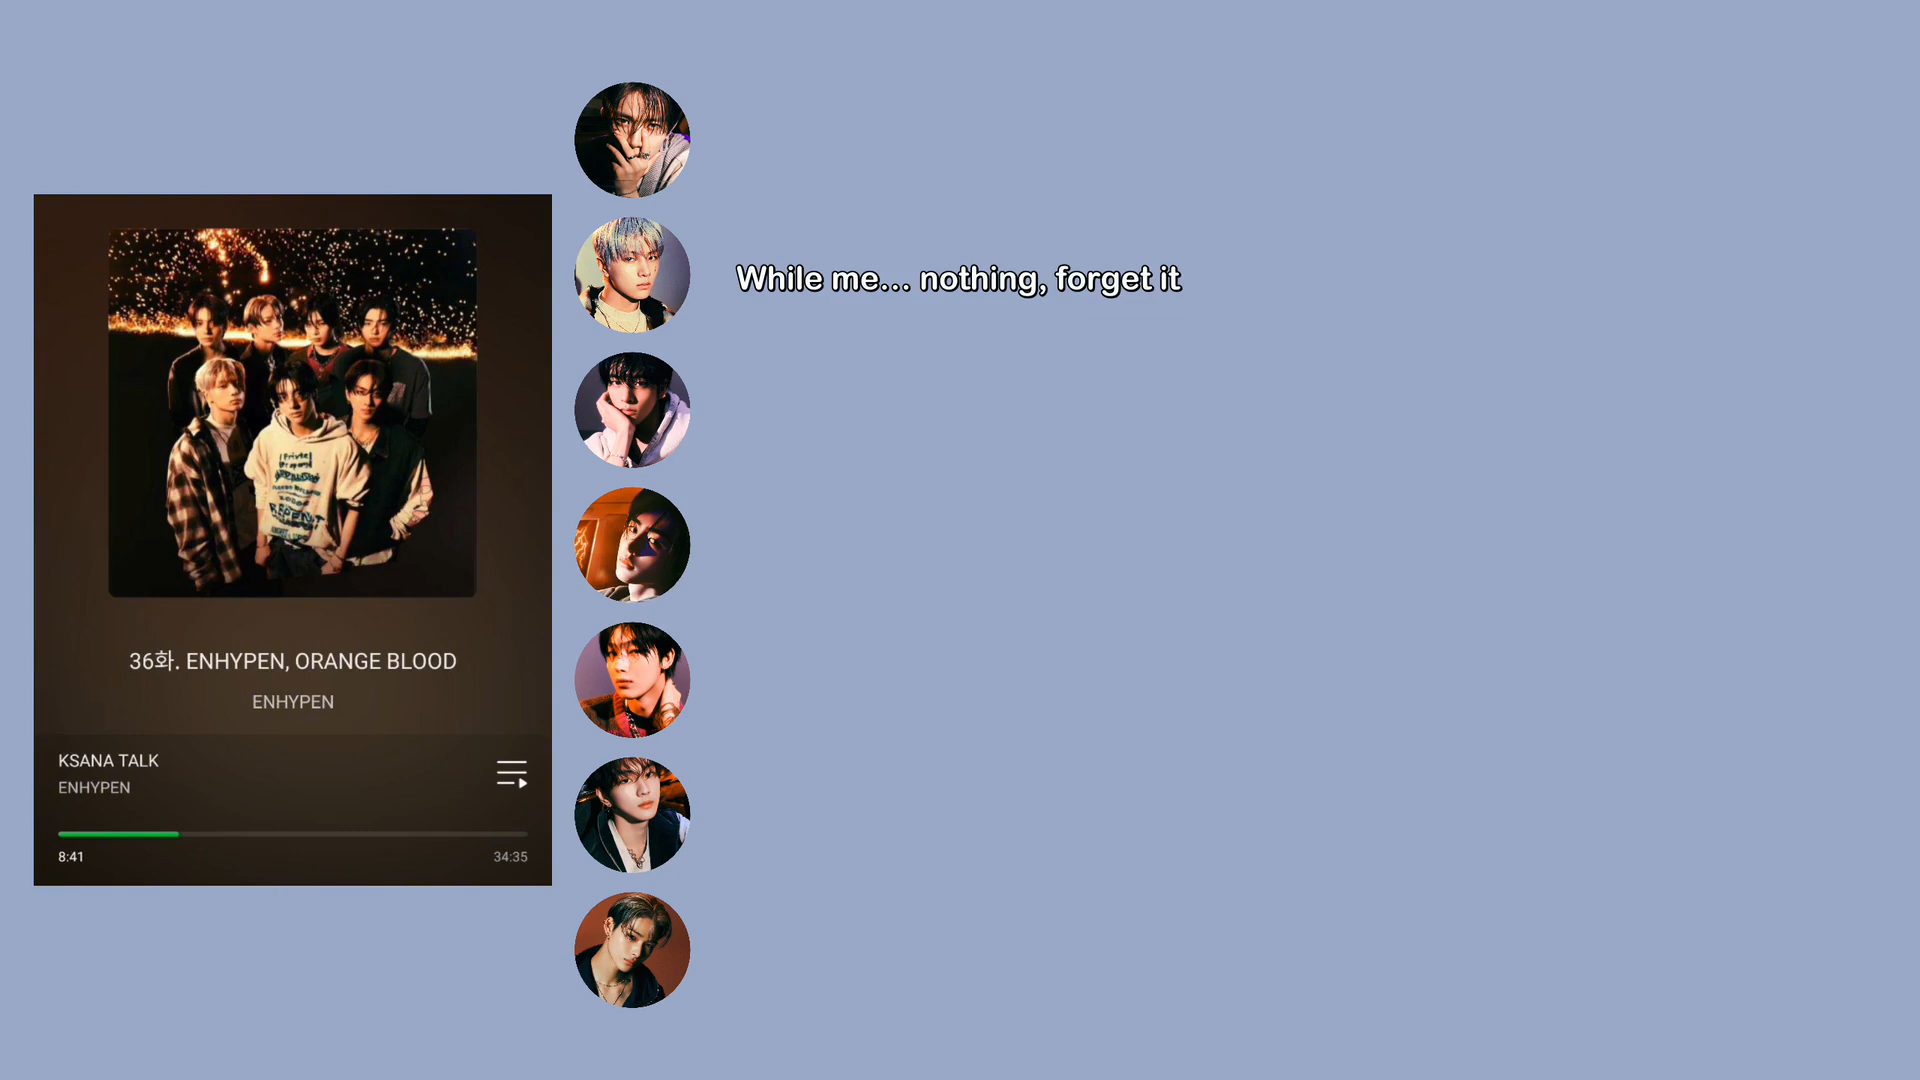 While me... nothing, forget it
36화. ENHYPEN, ORANGE BLOOD
ENHYPEN
KSANA TALK
ENHYPEN
8:41
34:35